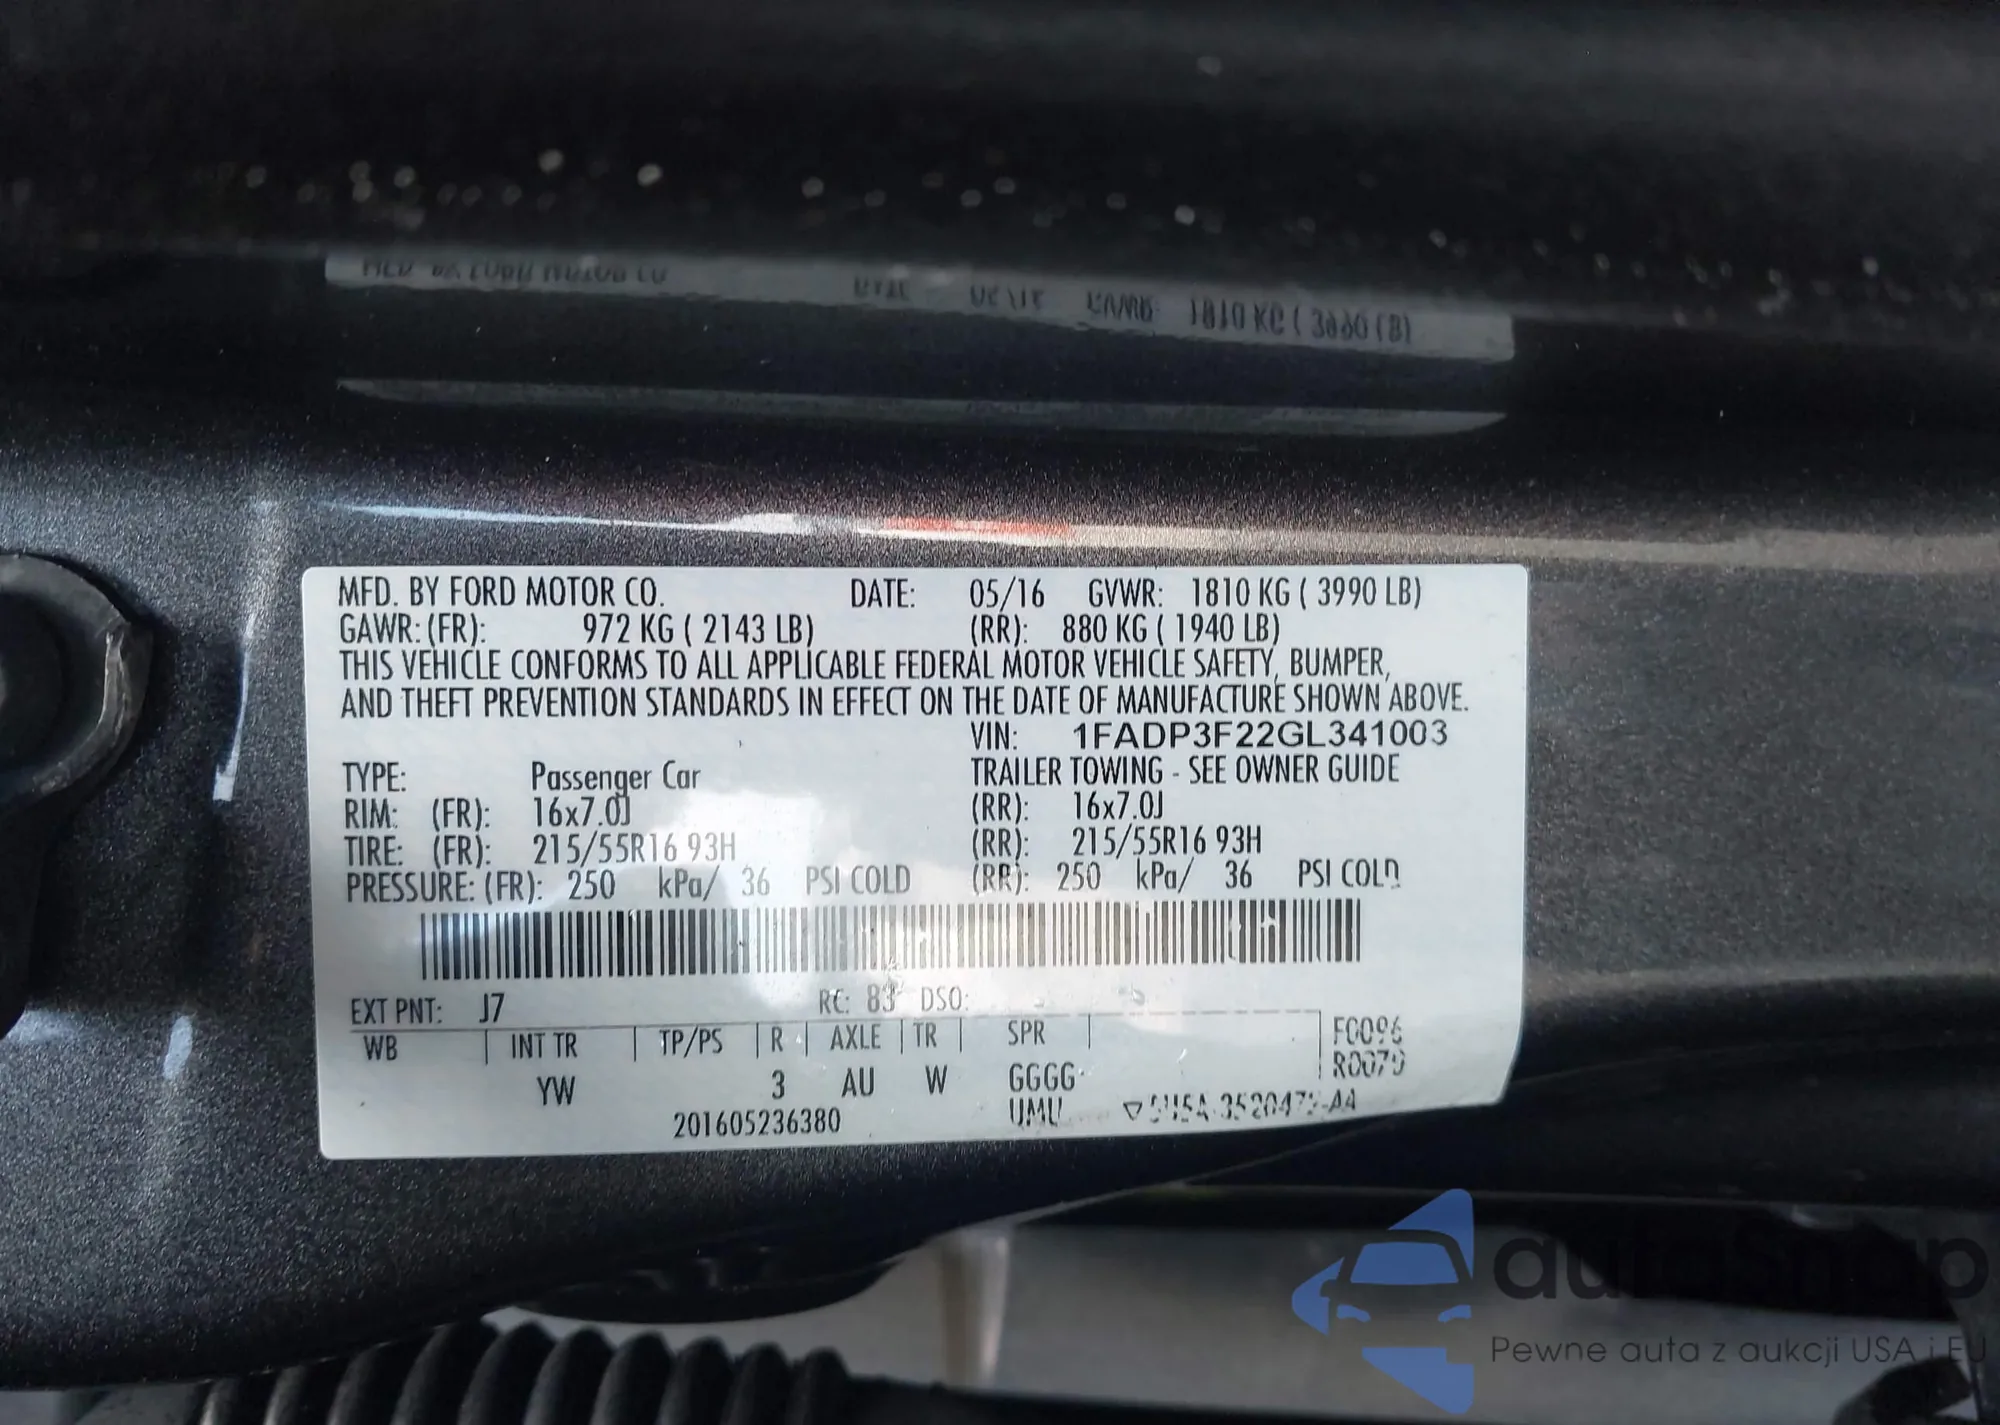 MFD. BY FORD MOTOR CO. DATE: 05/16 GVWR: 1810 KG ( 3990 LB)
GAWR: (FR): 972 KG ( 2143 LB) (RR): 880 KG ( 1940 LB)
THIS VEHICLE CONFORMS TO ALL APPLICABLE FEDERAL MOTOR VEHICLE SAFETY, BUMPER,
AND THEFT PREVENTION STANDARDS IN EFFECT ON THE DATE OF MANUFACTURE SHOWN ABOVE.
VIN: 1FADP3F22GL341003
TYPE: Passenger Car TRAILER TOWING - SEE OWNER GUIDE
RIM: (FR): 16x7.0J (RR): 16x7.0J
TIRE: (FR): 215/55R16 93H (RR): 215/55R16 93H
PRESSURE: (FR): 250 kPa/ 36 PSI COLD (RR): 250 kPa/ 36 PSI COLD
EXT PNT: J7 RC: 83 DSO:
WB INT TR TP/PS R AXLE TR SPR F0096
R0079
YW 3 AU W GGGG
201605236380 UMU
autoSnap
Pewne auta z aukcji USA i EU